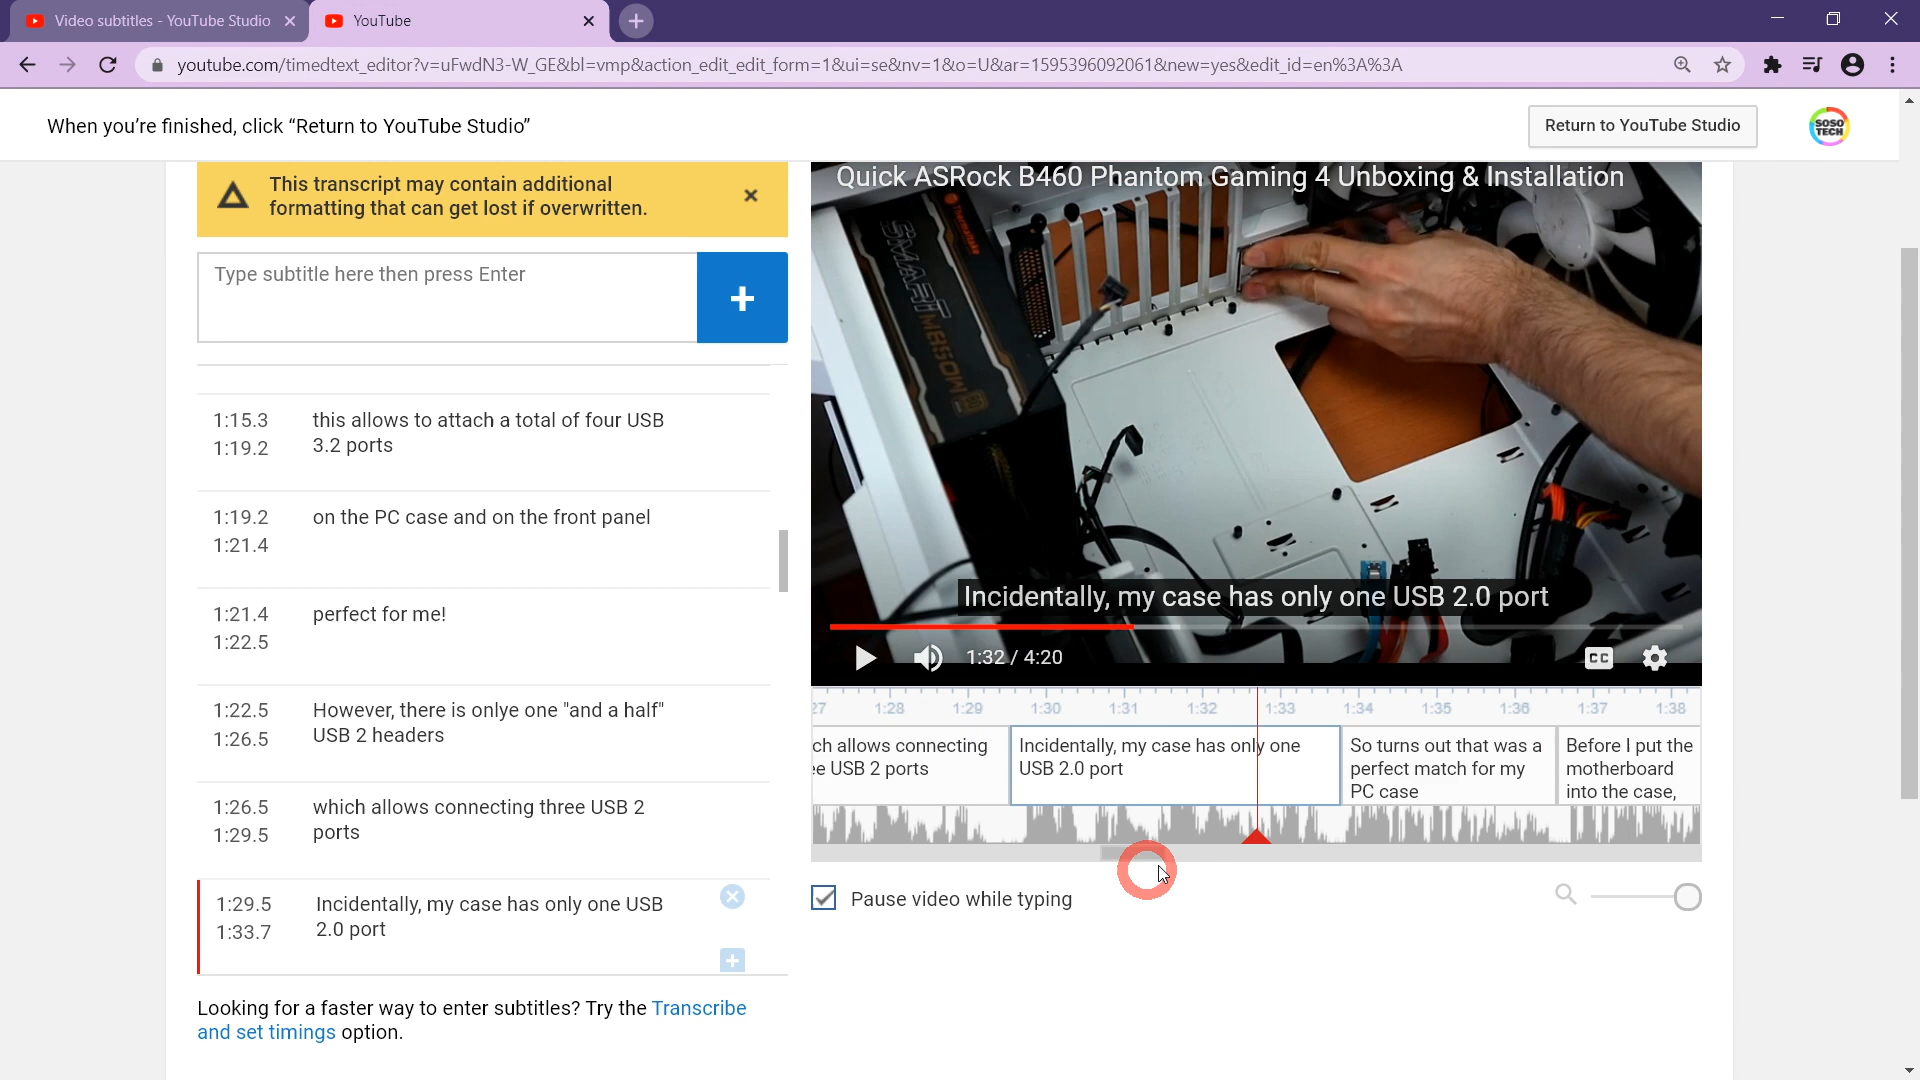 Video subtitles - YouTube Studio
YouTube
youtube.com/timedtext_editor?v=uFwdN3-W_GE&bl=vmp&action_edit_edit_form=1&ui=se&nv=1&o=U&ar=1595396092061&new=yes&edit_id=en%3A%3A
When you're finished, click “Return to YouTube Studio”
Return to YouTube Studio
SOSO
TECH
This transcript may contain additional
formatting that can get lost if overwritten.
Type subtitle here then press Enter
1:15.3
1:19.2
this allows to attach a total of four USB
3.2 ports
1:19.2
1:21.4
on the PC case and on the front panel
1:21.4
1:22.5
perfect for me!
1:22.5
1:26.5
However, there is onlye one "and a half"
USB 2 headers
1:26.5
1:29.5
which allows connecting three USB 2
ports
1:29.5
1:33.7
Incidentally, my case has only one USB
2.0 port
Looking for a faster way to enter subtitles? Try the Transcribe
and set timings option.
Quick ASRock B460 Phantom Gaming 4 Unboxing & Installation
Thermaltake
SMART
Incidentally, my case has only one USB 2.0 port
1:32 / 4:20
CC
27 1:28 1:29 1:30 1:31 1:32 1:33 1:34 1:35 1:36 1:37 1:38
ch allows connecting
ee USB 2 ports
Incidentally, my case has only one
USB 2.0 port
So turns out that was a
perfect match for my
PC case
Before I put the
motherboard
into the case,
Pause video while typing